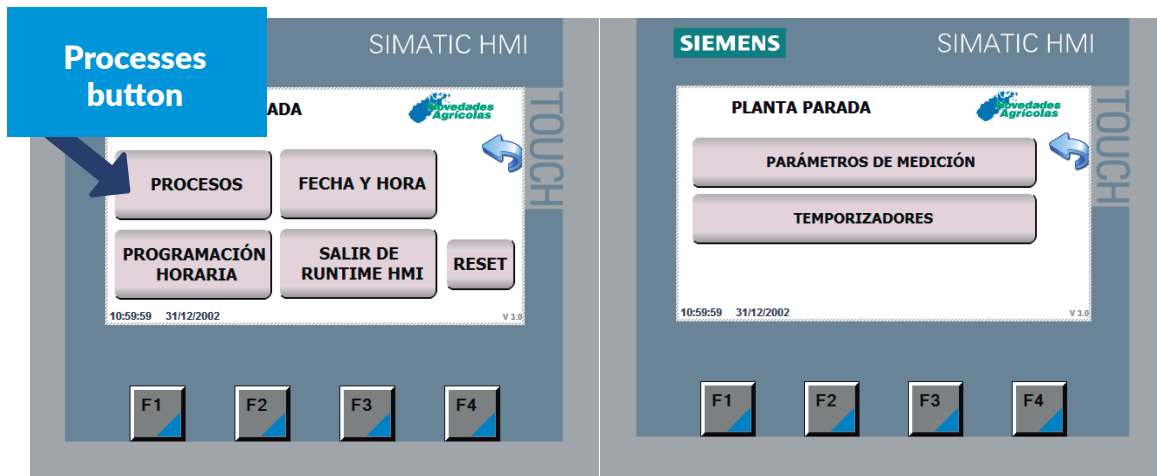 Processes
button
SIMATIC HMI
TOUCH
ADA
Novedades
Agrícolas
PROCESOS
FECHA Y HORA
PROGRAMACIÓN
HORARIA
SALIR DE
RUNTIME HMI
RESET
10:59:59 31/12/2002
V 3.0
F1
F2
F3
F4
SIEMENS
SIMATIC HMI
TOUCH
PLANTA PARADA
Novedades
Agrícolas
PARÁMETROS DE MEDICIÓN
TEMPORIZADORES
10:59:59 31/12/2002
V 3.0
F1
F2
F3
F4